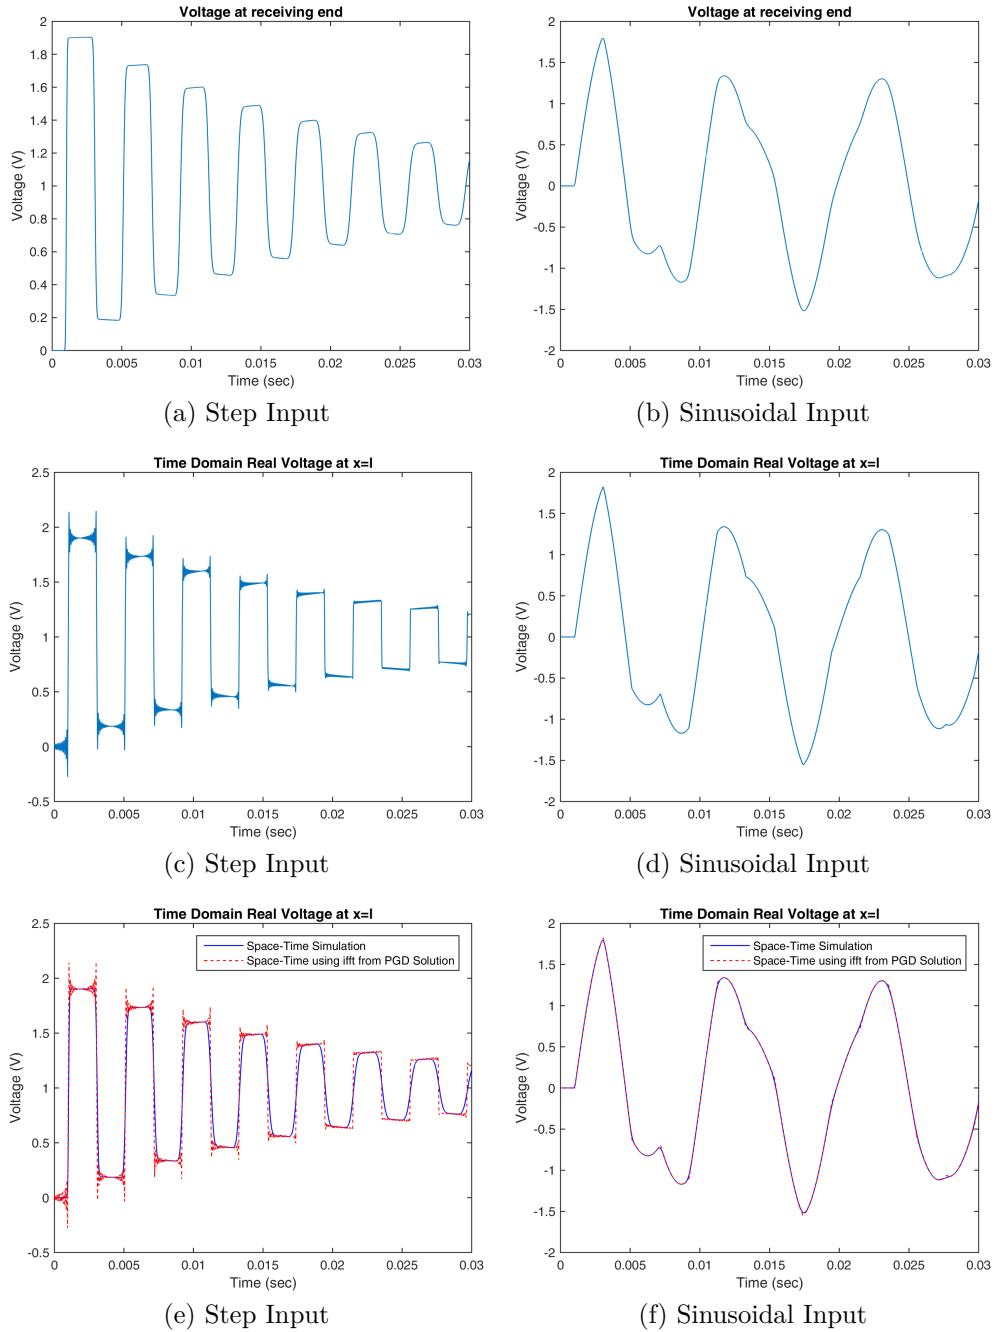 Voltage at receiving end
Voltage (V)
2
1.8
1.6
1.4
1.2
1
0.8
0.6
0.4
0.2
0
0 0.005 0.01 0.015 0.02 0.025 0.03
Time (sec)
(a) Step Input
Voltage at receiving end
Voltage (V)
2
1.5
1
0.5
0
-0.5
-1
-1.5
-2
0 0.005 0.01 0.015 0.02 0.025 0.03
Time (sec)
(b) Sinusoidal Input
Time Domain Real Voltage at x=l
Voltage (V)
2.5
2
1.5
1
0.5
0
-0.5
0 0.005 0.01 0.015 0.02 0.025 0.03
Time (sec)
(c) Step Input
Time Domain Real Voltage at x=l
Voltage (V)
2
1.5
1
0.5
0
-0.5
-1
-1.5
-2
0 0.005 0.01 0.015 0.02 0.025 0.03
Time (sec)
(d) Sinusoidal Input
Time Domain Real Voltage at x=l
Space-Time Simulation
Space-Time using ifft from PGD Solution
Voltage (V)
2.5
2
1.5
1
0.5
0
-0.5
0 0.005 0.01 0.015 0.02 0.025 0.03
Time (sec)
(e) Step Input
Time Domain Real Voltage at x=l
Space-Time Simulation
Space-Time using ifft from PGD Solution
Voltage (V)
2
1.5
1
0.5
0
-0.5
-1
-1.5
-2
0 0.005 0.01 0.015 0.02 0.025 0.03
Time (sec)
(f) Sinusoidal Input